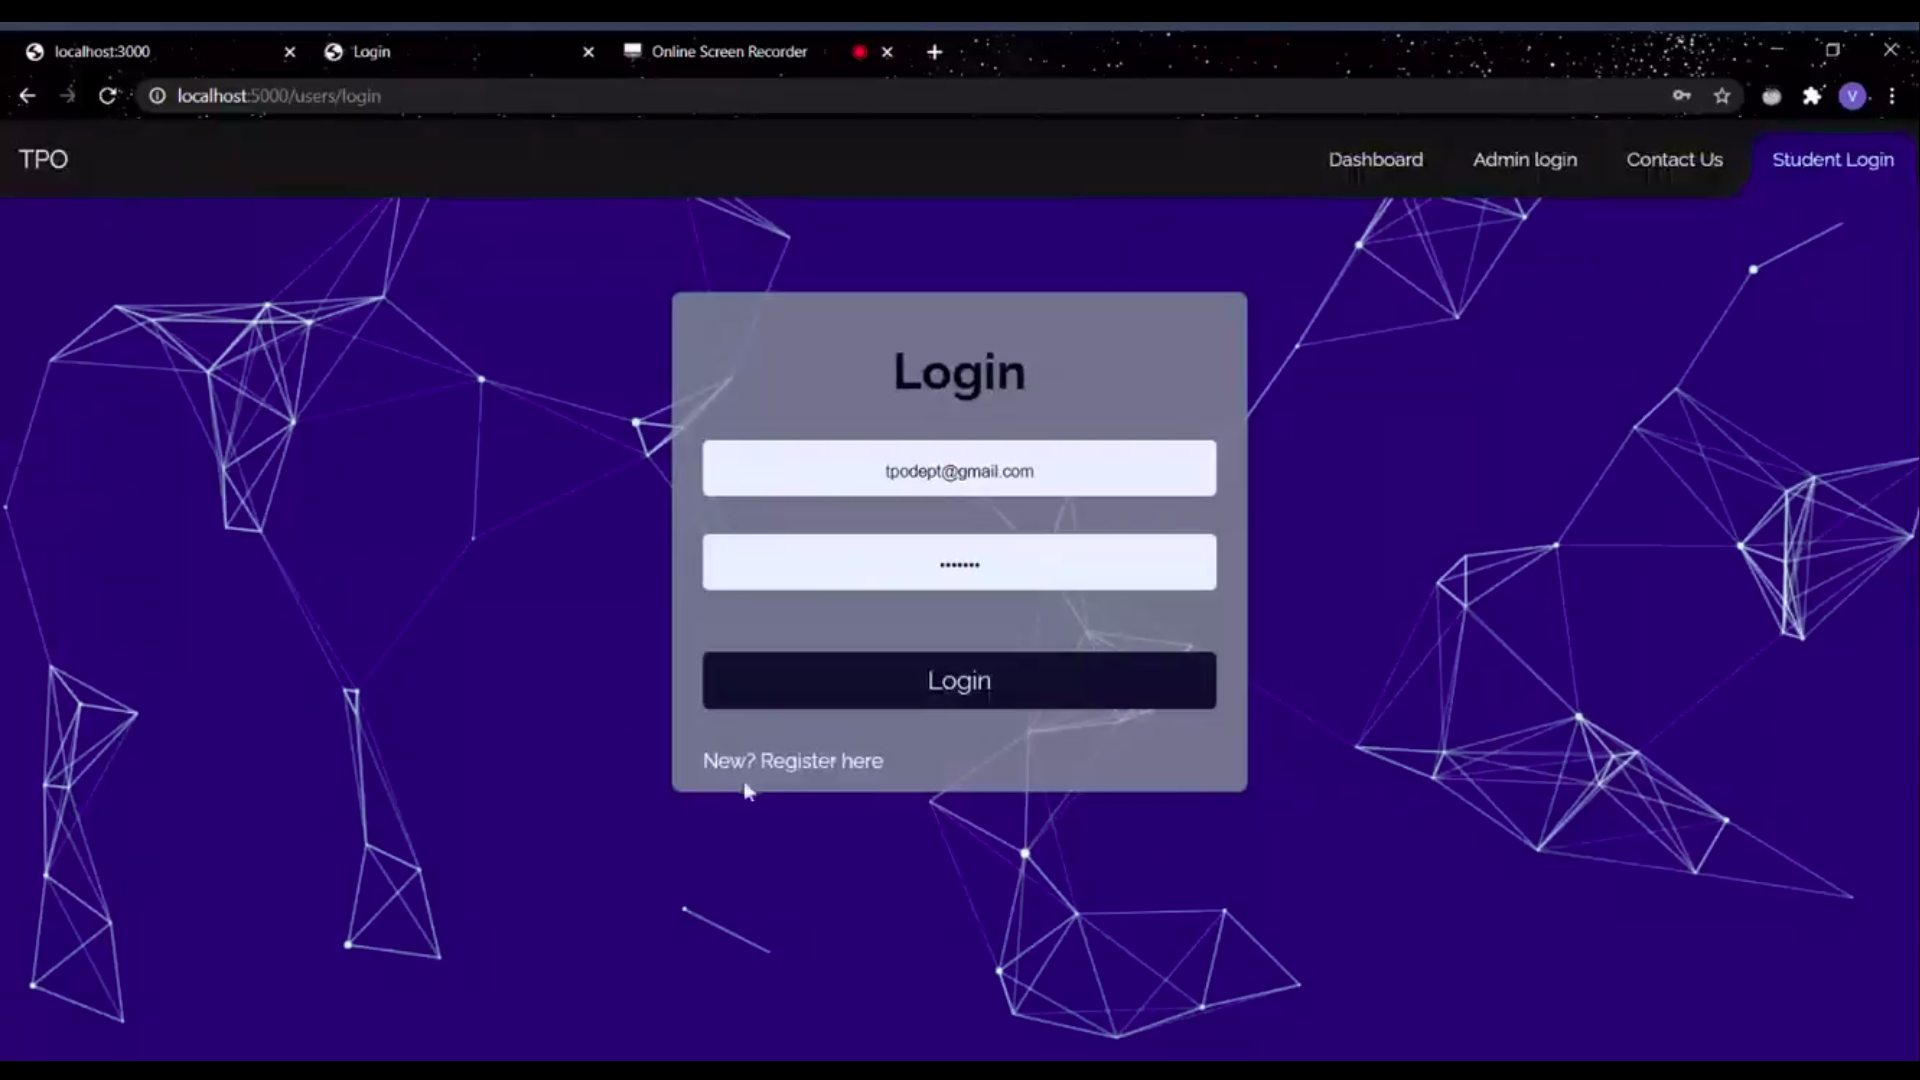 localhost:3000
Login
Online Screen Recorder
localhost:5000/users/login
V
TPO
Dashboard
Admin login
Contact Us
Student Login
Login
tpodept@gmail.com
•••••••
Login
New? Register here